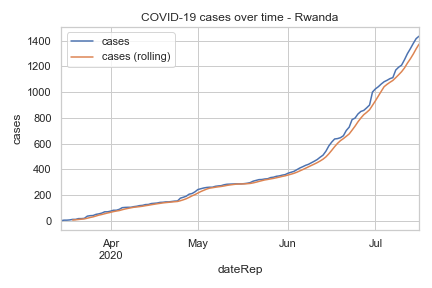 COVID-19 cases over time - Rwanda
cases
cases (rolling)
1400
1200
1000
800
600
400
200
0
cases
Apr
2020
May
Jun
Jul
dateRep